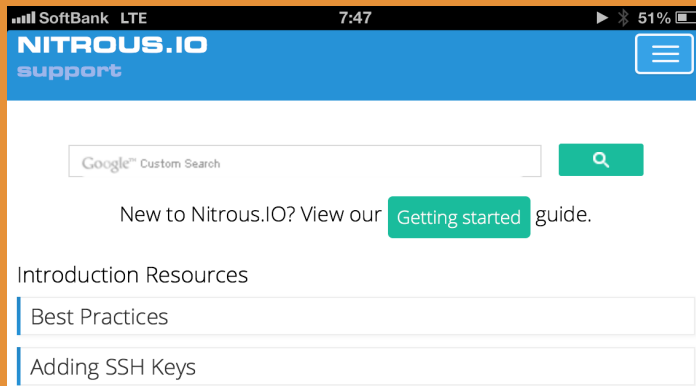 SoftBank LTE 7:47 51%
NITROUS.IO
support
Google™ Custom Search
New to Nitrous.IO? View our Getting started guide.
Introduction Resources
Best Practices
Adding SSH Keys